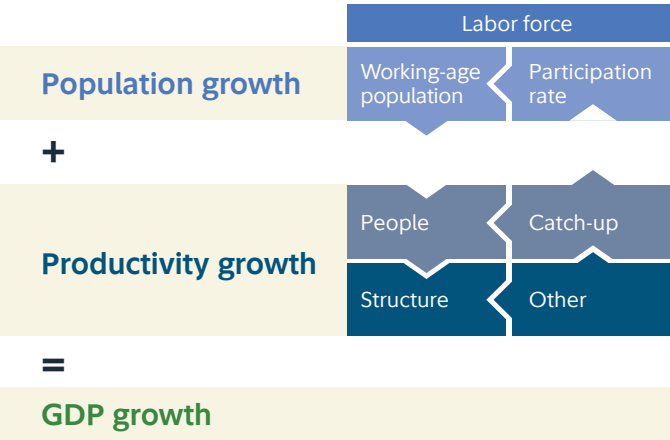 Labor force
Population growth
Working-age
population
Participation
rate
+
Productivity growth
People
Catch-up
Structure
Other
=
GDP growth